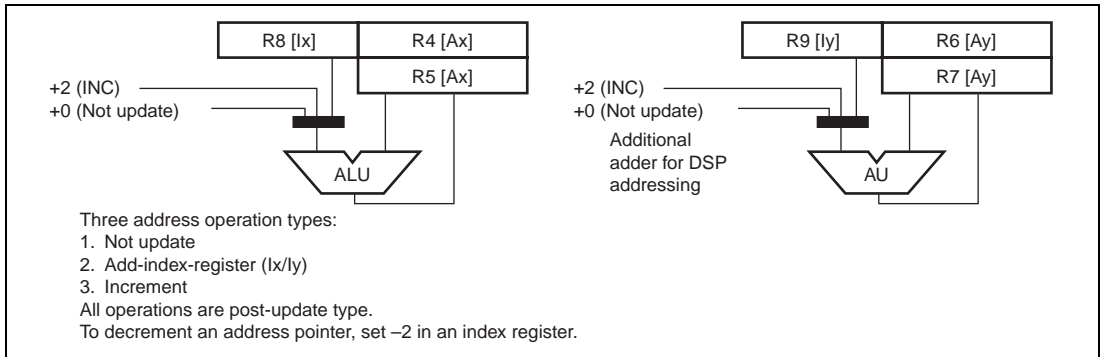 R8 [Ix]
R4 [Ax]
R5 [Ax]
+2 (INC)
+0 (Not update)
ALU
R9 [Iy]
R6 [Ay]
R7 [Ay]
+2 (INC)
+0 (Not update)
Additional
adder for DSP
addressing
AU
Three address operation types:
1. Not update
2. Add-index-register (Ix/Iy)
3. Increment
All operations are post-update type.
To decrement an address pointer, set –2 in an index register.